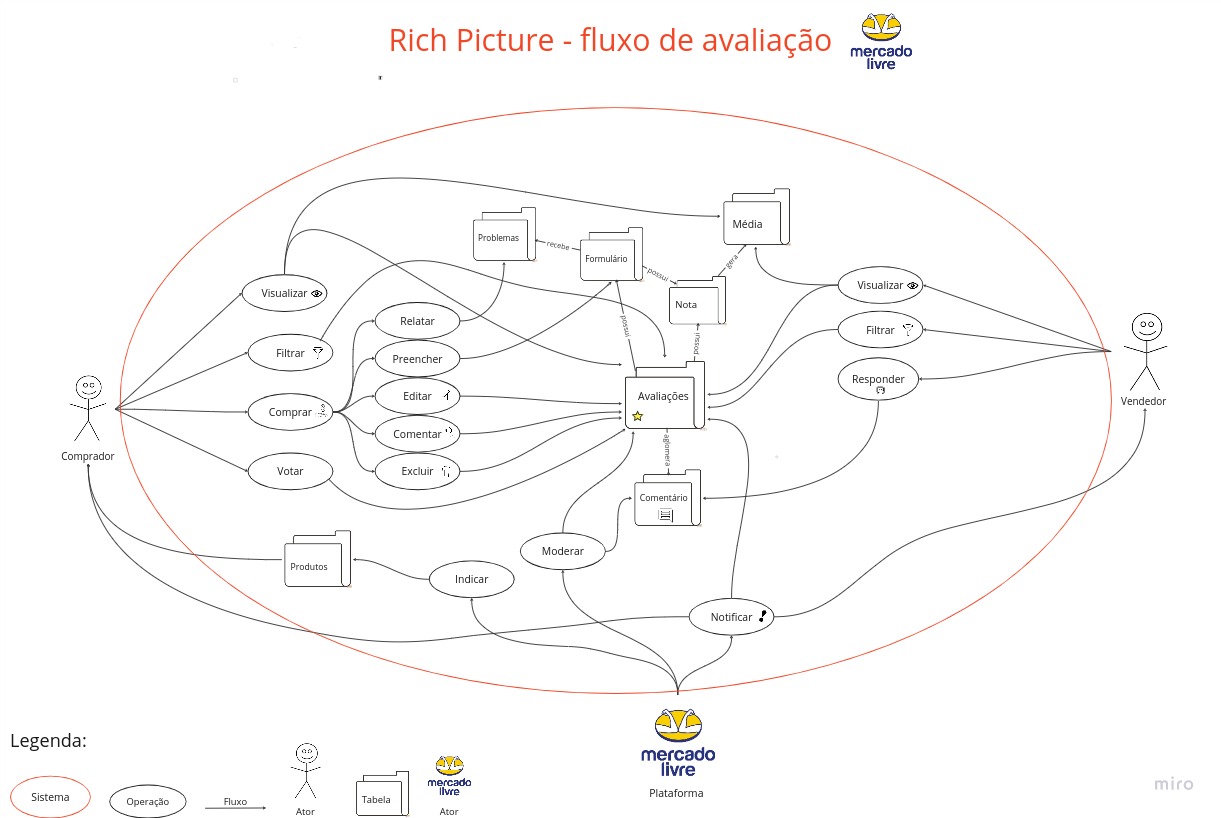 Rich Picture - fluxo de avaliação
mercado
livre
Média
Problemas
recebe
Formulário
possui
gera
Nota
Visualizar
Visualizar
Filtrar
Relatar
possui
possui
Filtrar
Preencher
Responder
Editar
Avaliações
Comprar
Comentar
Votar
Excluir
aglomera
Comentário
Comprador
Vendedor
Moderar
Produtos
Indicar
Notificar
mercado
livre
Plataforma
Legenda:
Sistema
Operação
Fluxo
Ator
Tabela
mercado
livre
Ator
miro